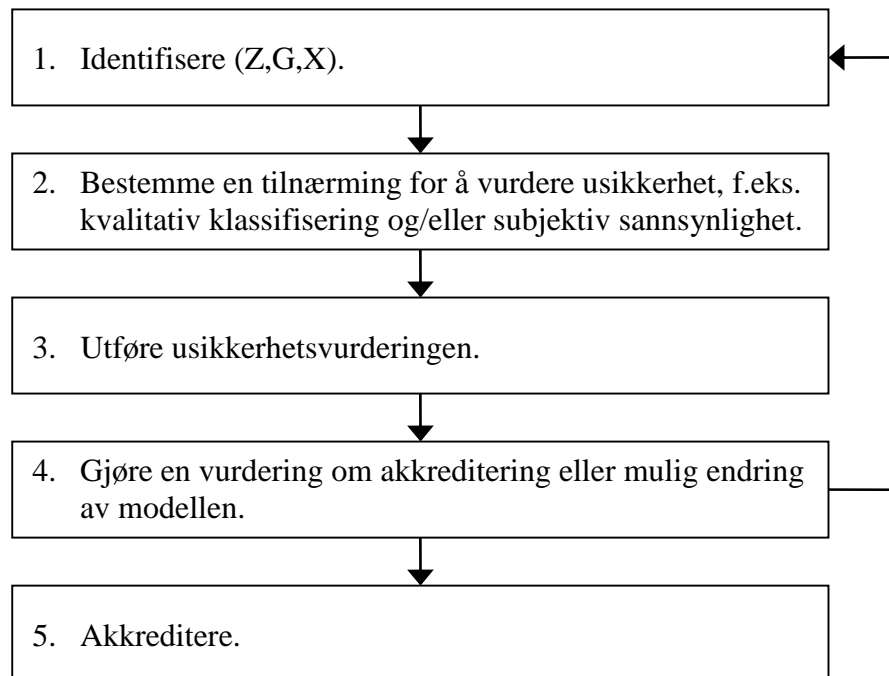 1. Identifisere (Z,G,X).
2. Bestemme en tilnærming for å vurdere usikkerhet, f.eks.
kvalitativ klassifisering og/eller subjektiv sannsynlighet.
3. Utføre usikkerhetsvurderingen.
4. Gjøre en vurdering om akkreditering eller mulig endring
av modellen.
5. Akkreditere.